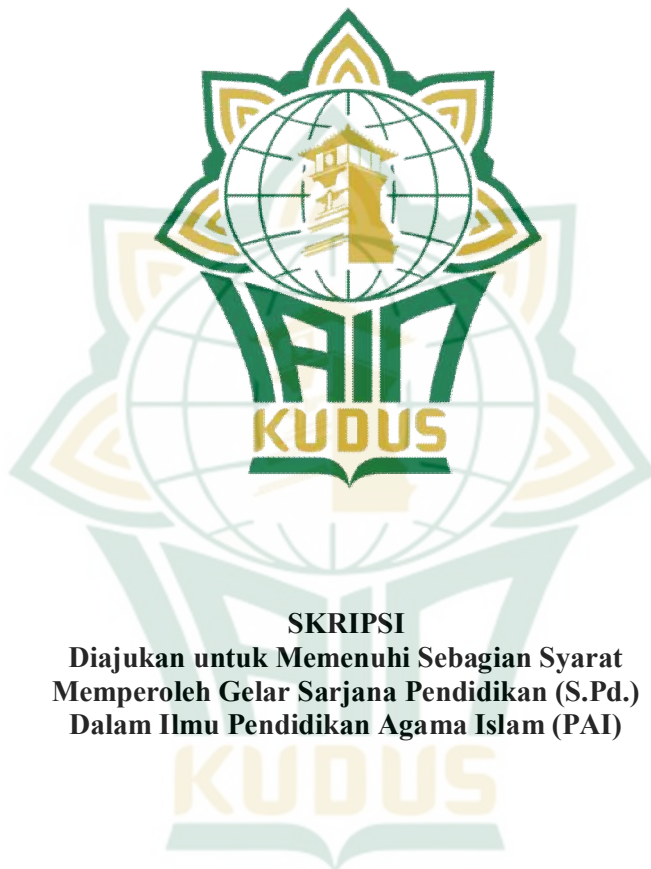 IAIN
KUDUS
SKRIPSI
Diajukan untuk Memenuhi Sebagian Syarat
Memperoleh Gelar Sarjana Pendidikan (S.Pd.)
Dalam Ilmu Pendidikan Agama Islam (PAI)
KUDUS